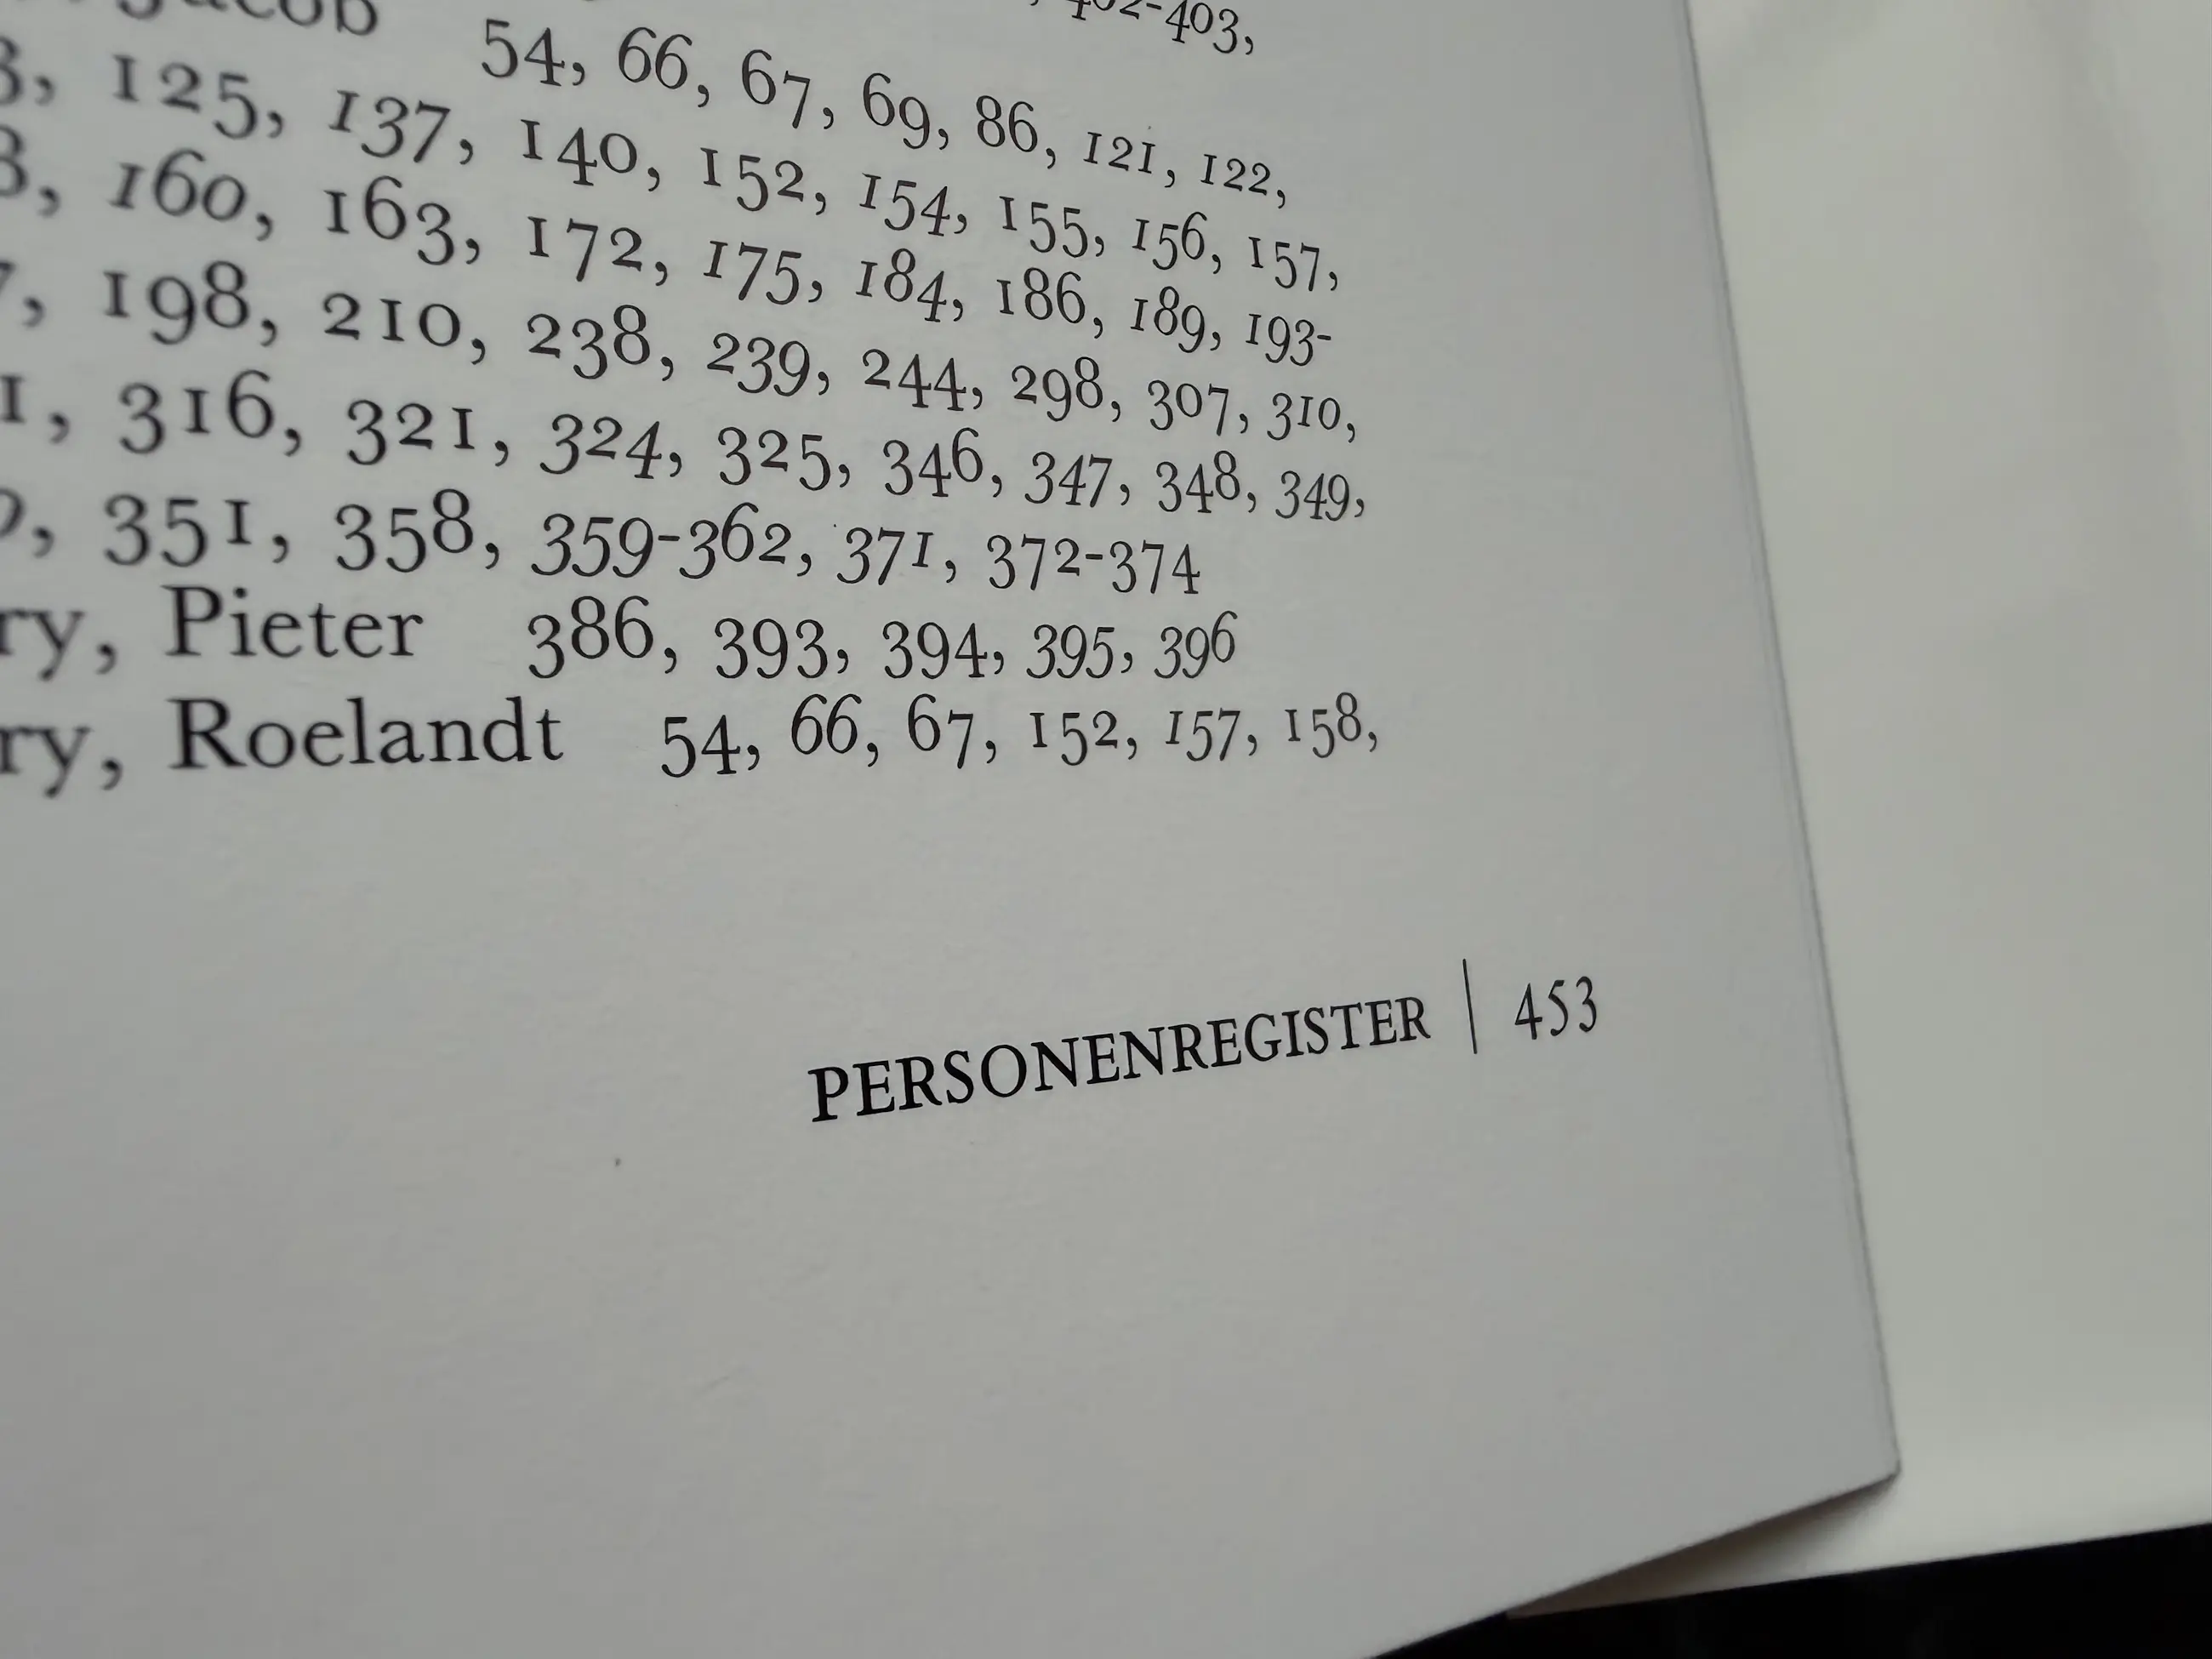 Jacob 54, 66, 67, 69, 86, 121, 122,
125, 137, 140, 152, 154, 155, 156, 157,
160, 163, 172, 175, 184, 186, 189, 193-
198, 210, 238, 239, 244, 298, 307, 310,
316, 321, 324, 325, 346, 347, 348, 349,
351, 358, 359-362, 371, 372-374
ry, Pieter 386, 393, 394, 395, 396
ry, Roelandt 54, 66, 67, 152, 157, 158,
PERSONENREGISTER | 453